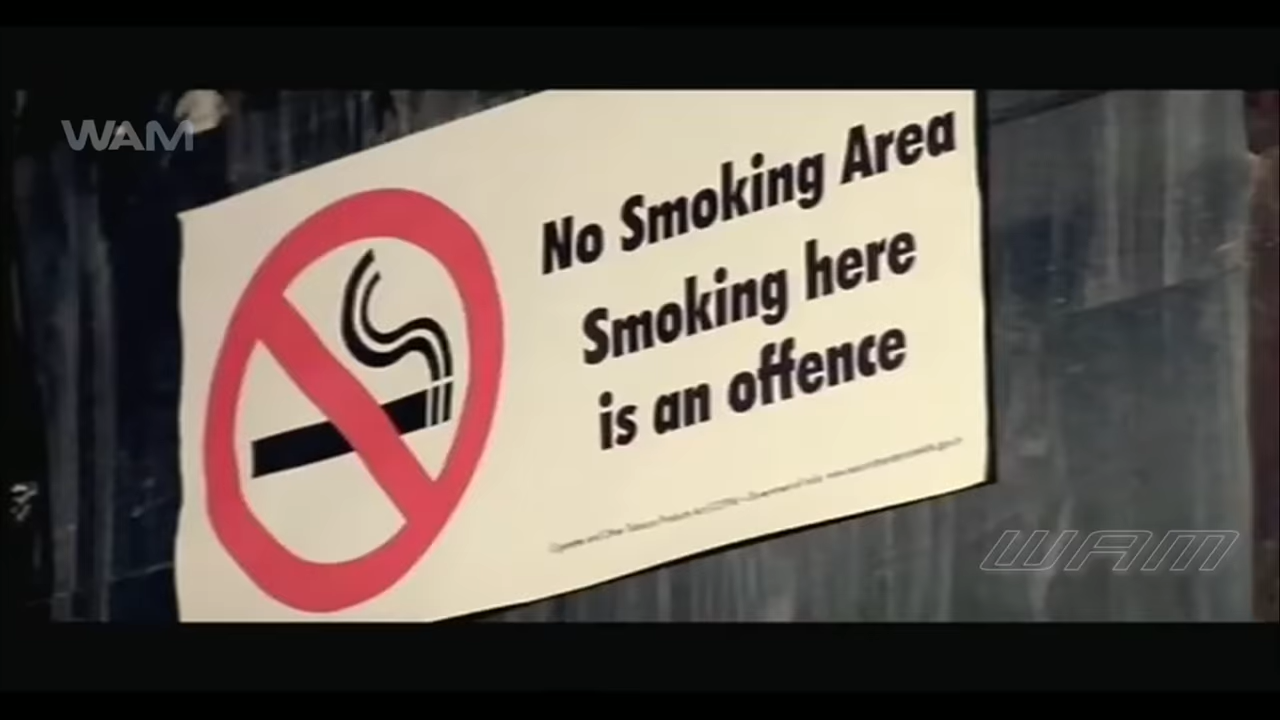 WAM
No Smoking Area
Smoking here
is an offence
WAM